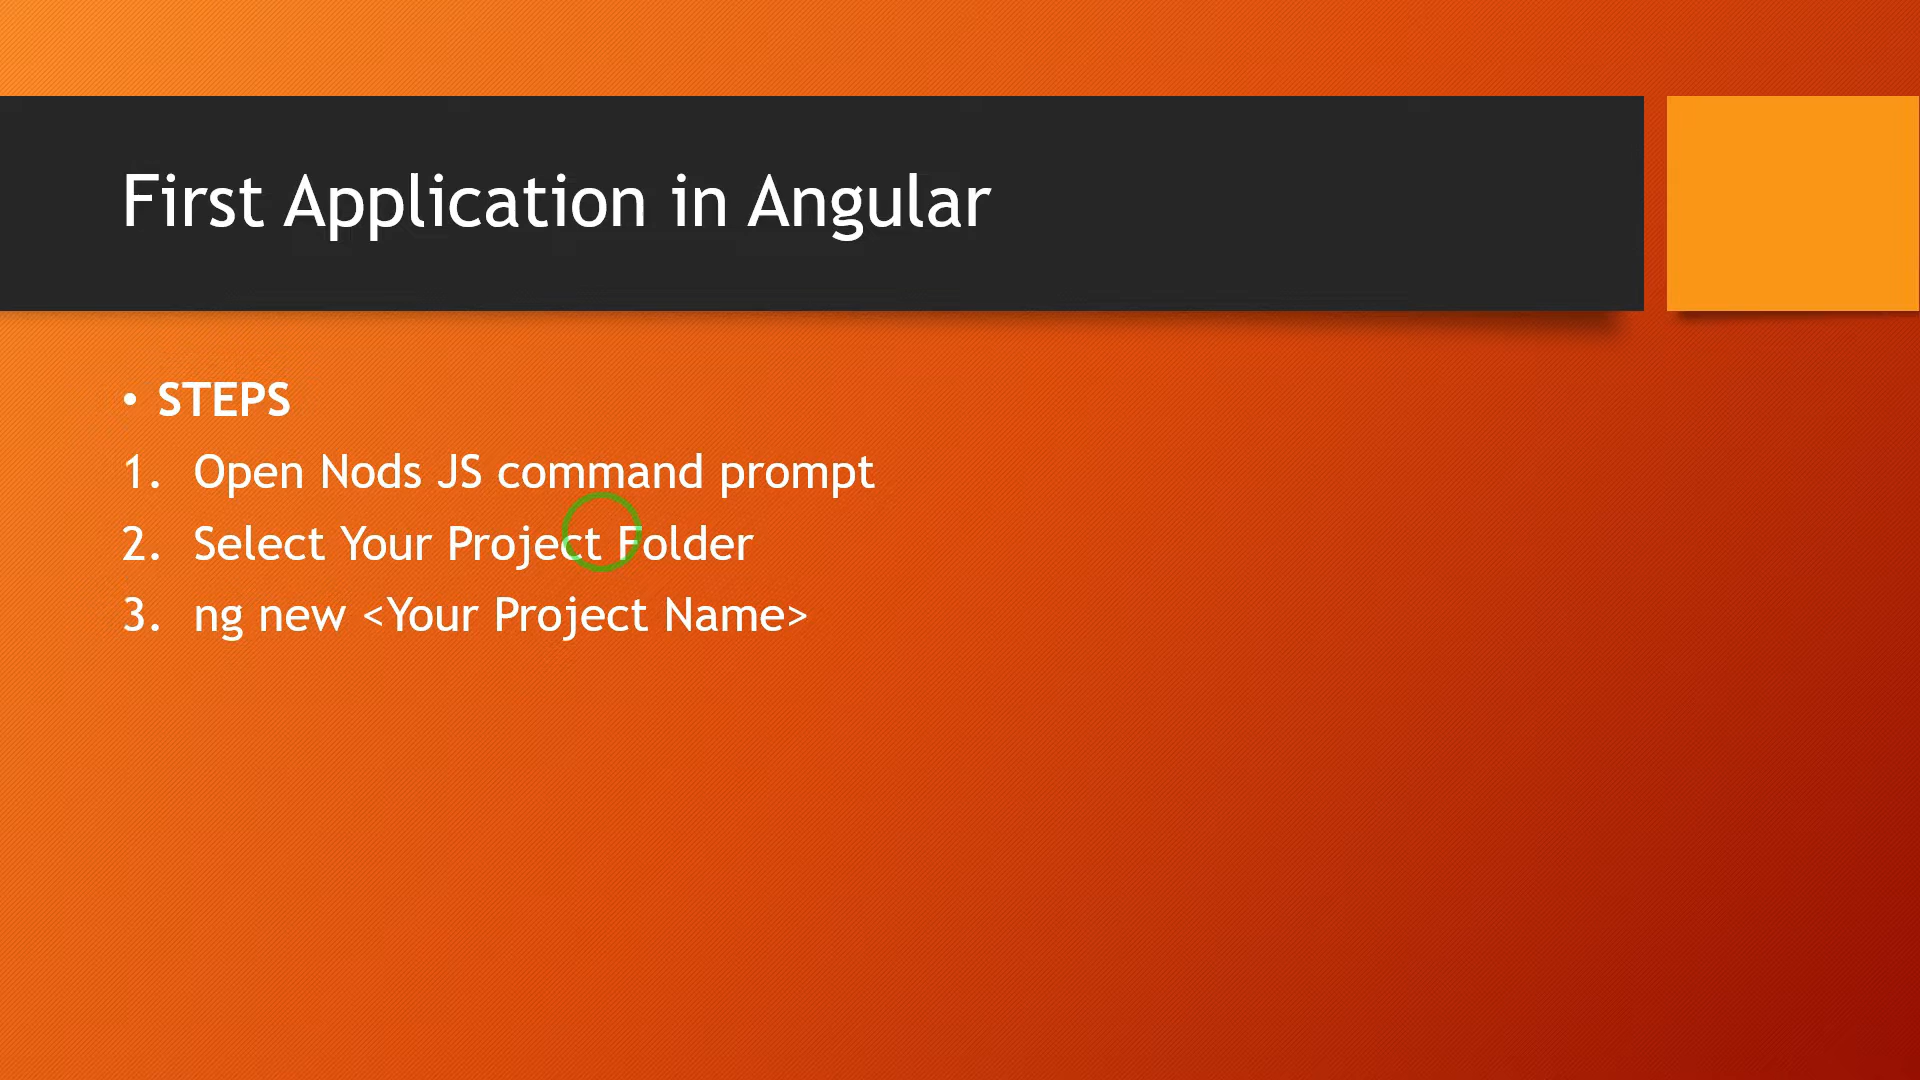 First Application in Angular
• STEPS
1. Open Nods JS command prompt
2. Select Your Project Folder
3. ng new <Your Project Name>